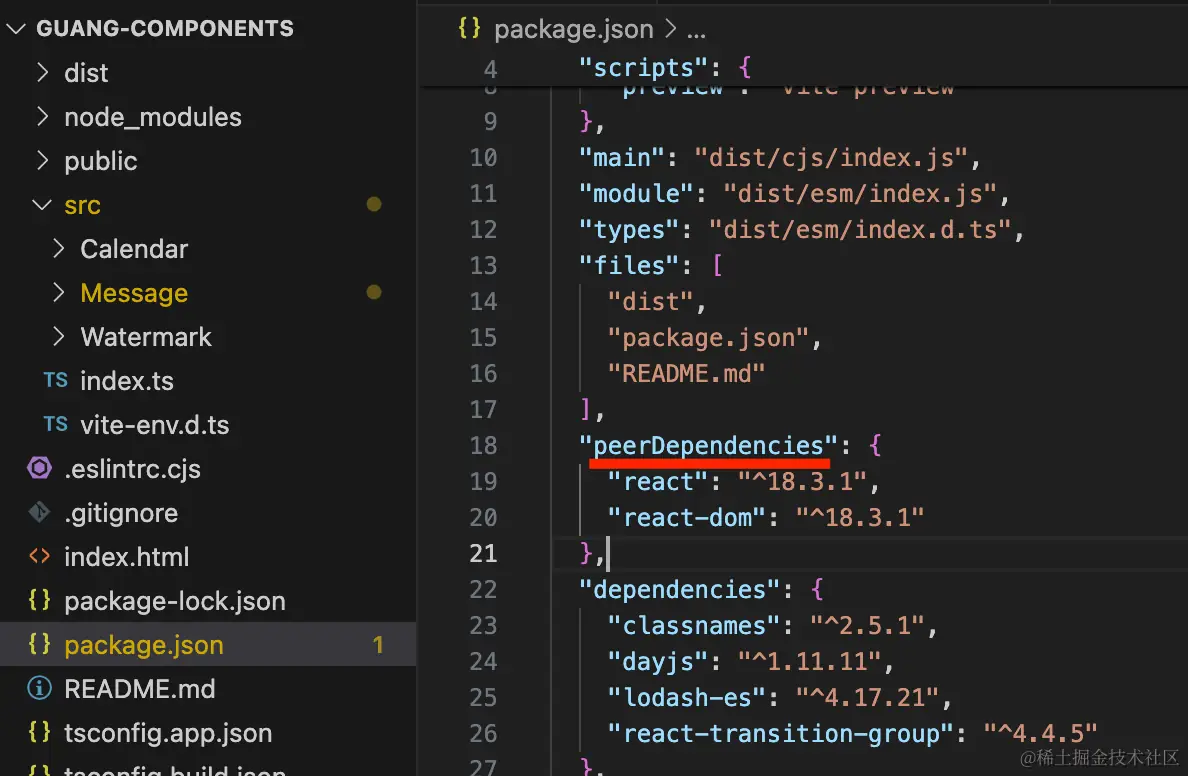 GUANG-COMPONENTS
dist
node_modules
public
src
Calendar
Message
Watermark
TS index.ts
TS vite-env.d.ts
.eslintrc.cjs
.gitignore
<> index.html
{} package-lock.json
{} package.json 1
README.md
{} tsconfig.app.json
{} tsconfig.build.json
{} package.json > ...
4 "scripts": {
8 "preview": "vite preview"
9 },
10 "main": "dist/cjs/index.js",
11 "module": "dist/esm/index.js",
12 "types": "dist/esm/index.d.ts",
13 "files": [
14 "dist",
15 "package.json",
16 "README.md"
17 ],
18 "peerDependencies": {
19 "react": "^18.3.1",
20 "react-dom": "^18.3.1"
21 },
22 "dependencies": {
23 "classnames": "^2.5.1",
24 "dayjs": "^1.11.11",
25 "lodash-es": "^4.17.21",
26 "react-transition-group": "^4.4.5"
27 },
@稀土掘金技术社区